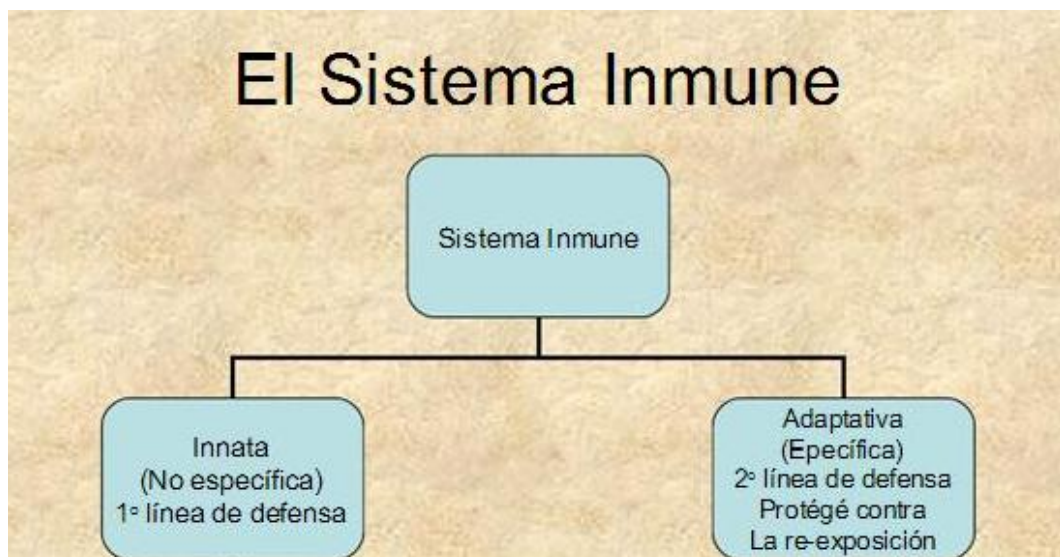 El Sistema Inmune
Sistema Inmune
Innata
(No específica)
1º línea de defensa
Adaptativa
(Epecífica)
2º línea de defensa
Protégé contra
La re-exposición